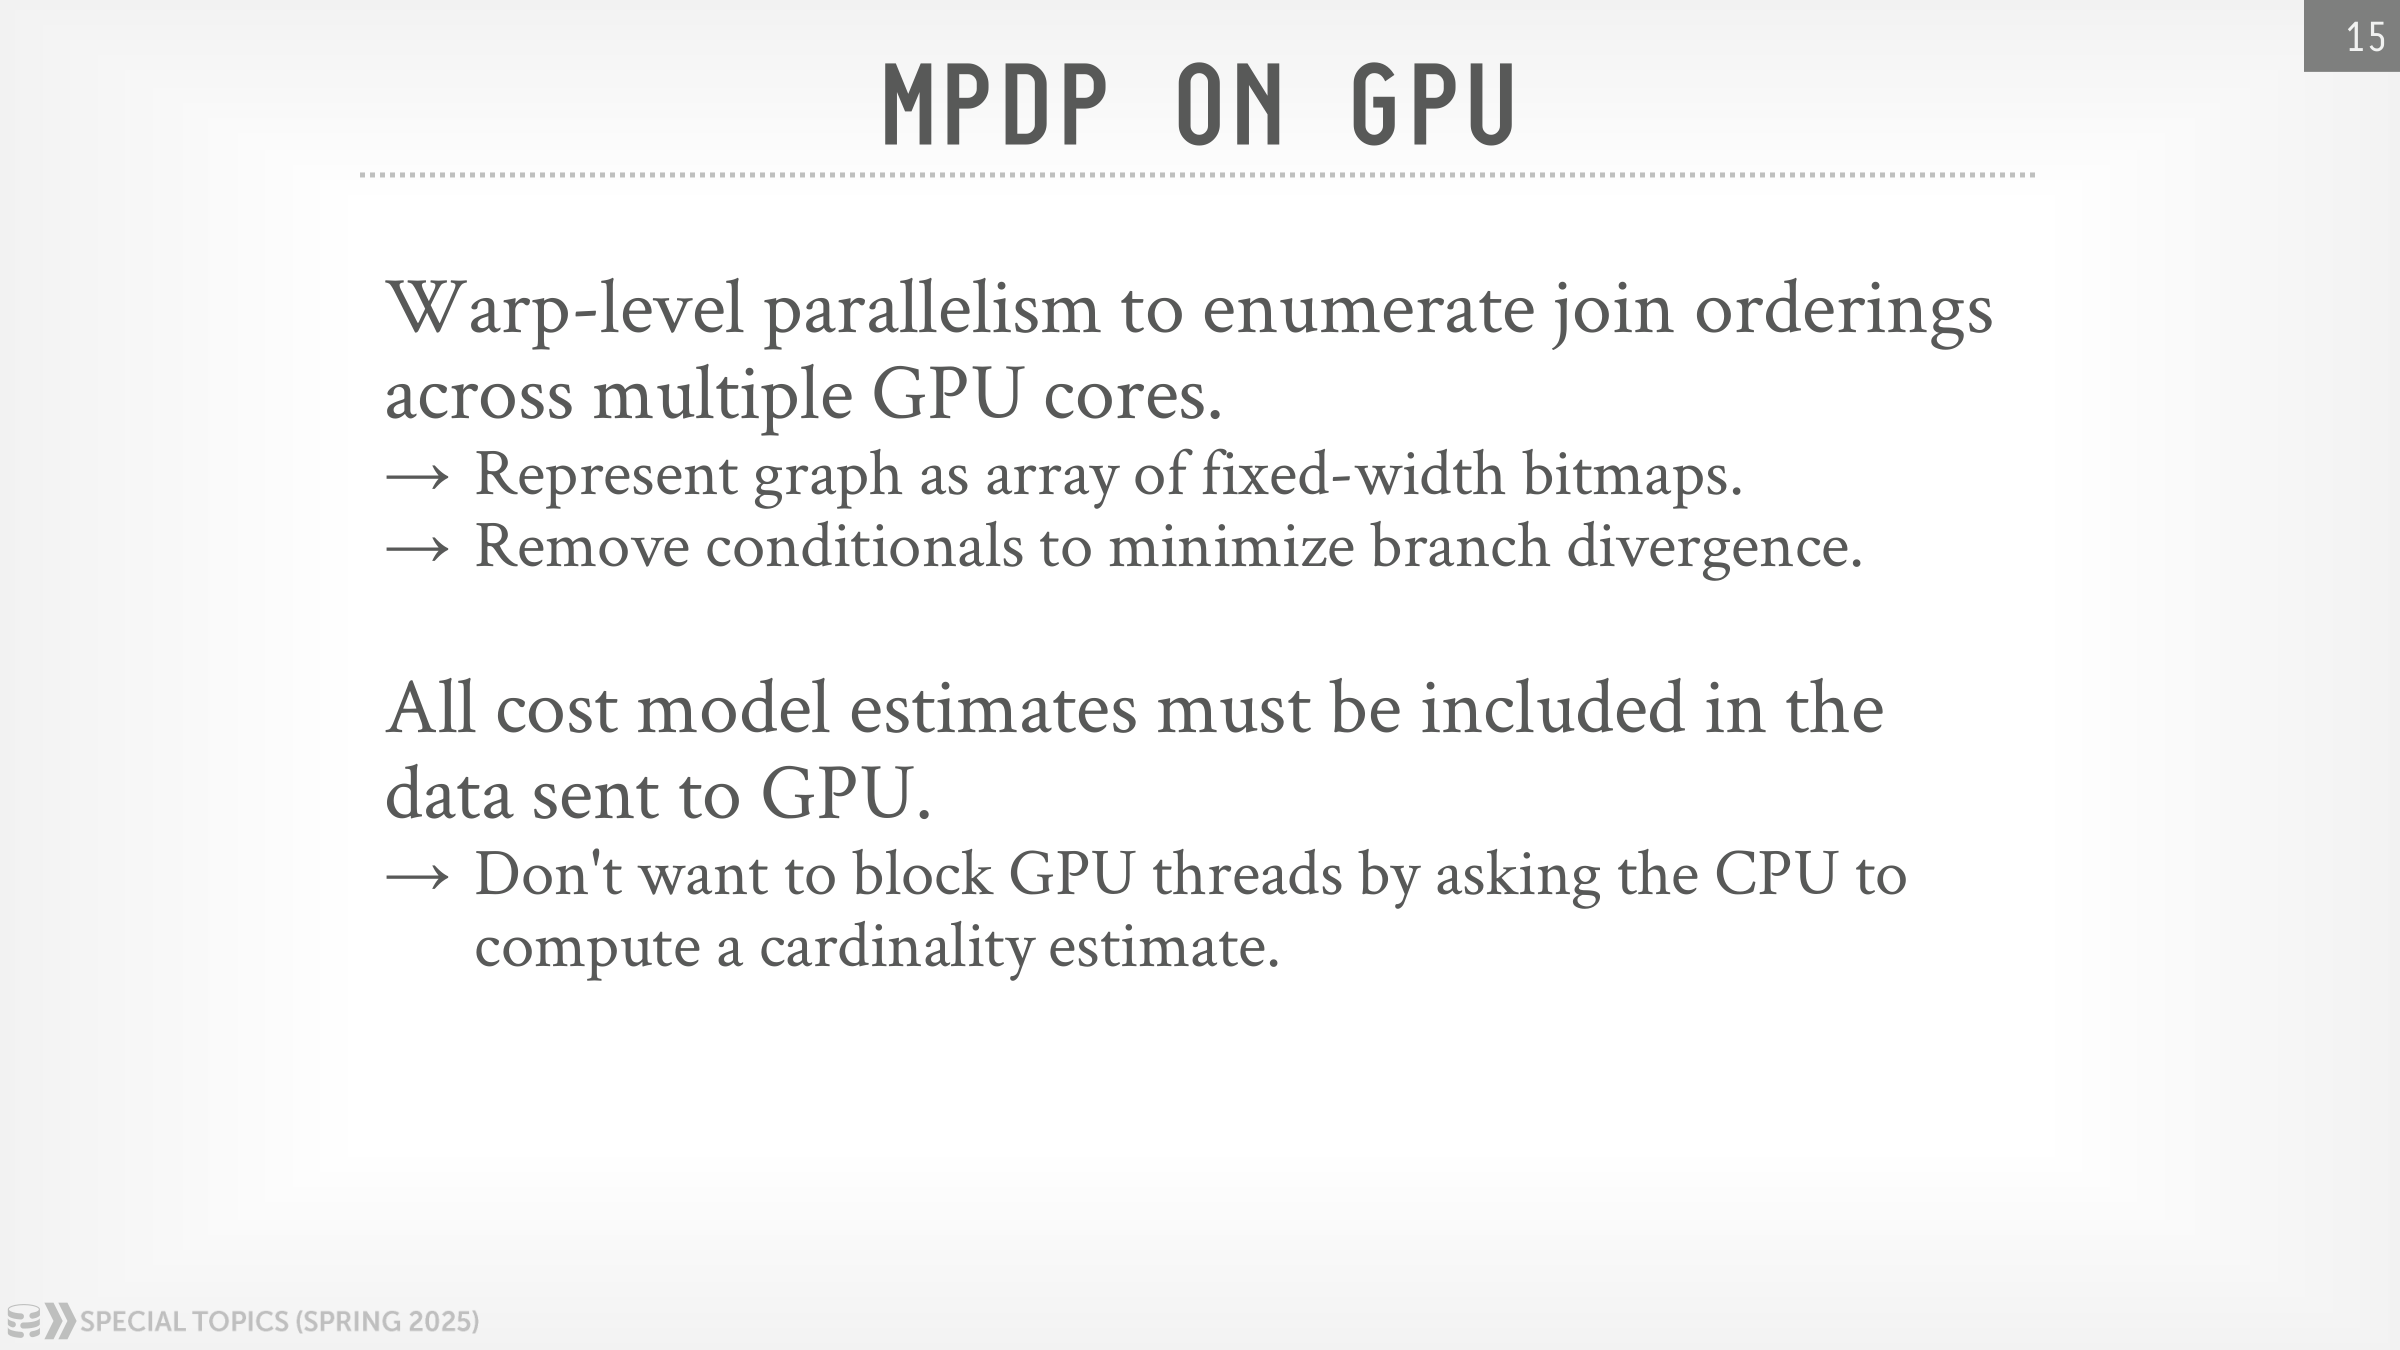 15
MPDP ON GPU
Warp-level parallelism to enumerate join orderings
across multiple GPU cores.
→ Represent graph as array of fixed-width bitmaps.
→ Remove conditionals to minimize branch divergence.
All cost model estimates must be included in the
data sent to GPU.
→ Don't want to block GPU threads by asking the CPU to
compute a cardinality estimate.
SPECIAL TOPICS (SPRING 2025)